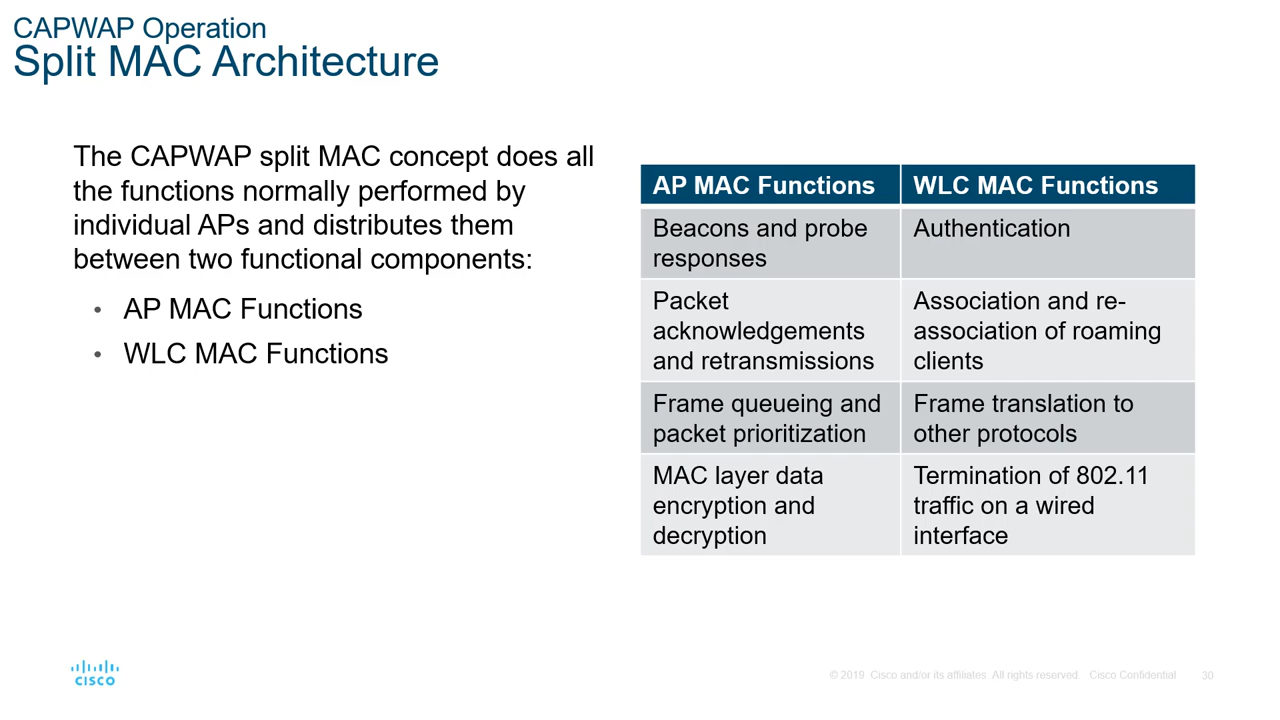 CAPWAP Operation
Split MAC Architecture
The CAPWAP split MAC concept does all
the functions normally performed by
individual APs and distributes them
between two functional components:
• AP MAC Functions
• WLC MAC Functions
AP MAC Functions
WLC MAC Functions
Beacons and probe
responses
Authentication
Packet
acknowledgements
and retransmissions
Association and re-
association of roaming
clients
Frame queueing and
packet prioritization
Frame translation to
other protocols
MAC layer data
encryption and
decryption
Termination of 802.11
traffic on a wired
interface
CISCO
© 2019 Cisco and/or its affiliates. All rights reserved. Cisco Confidential
30